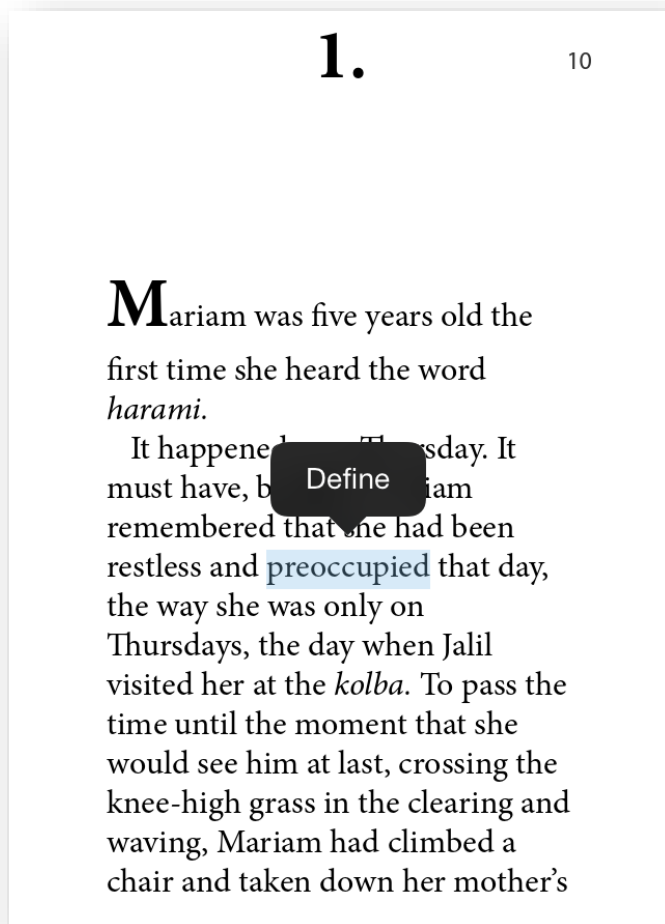 1.
10
Mariam was five years old the
first time she heard the word
harami.
It happene sday. It
Define
must have, b iam
remembered that she had been
restless and preoccupied that day,
the way she was only on
Thursdays, the day when Jalil
visited her at the kolba. To pass the
time until the moment that she
would see him at last, crossing the
knee-high grass in the clearing and
waving, Mariam had climbed a
chair and taken down her mother’s